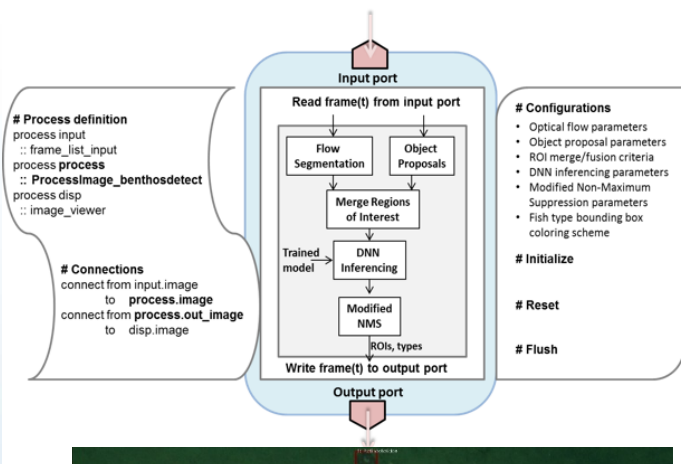 Input port
Read frame(t) from input port
Flow
Segmentation
Object
Proposals
Merge Regions
of Interest
Trained
model
DNN
Inferencing
Modified
NMS
ROIs, types
Write frame(t) to output port
Output port
# Process definition
process input
:: frame_list_input
process process
:: ProcessImage_benthosdetect
process disp
:: image_viewer
# Connections
connect from input.image
to process.image
connect from process.out_image
to disp.image
# Configurations
• Optical flow parameters
• Object proposal parameters
• ROI merge/fusion criteria
• DNN inferencing parameters
• Modified Non-Maximum
Suppression parameters
• Fish type bounding box
coloring scheme
# Initialize
# Reset
# Flush